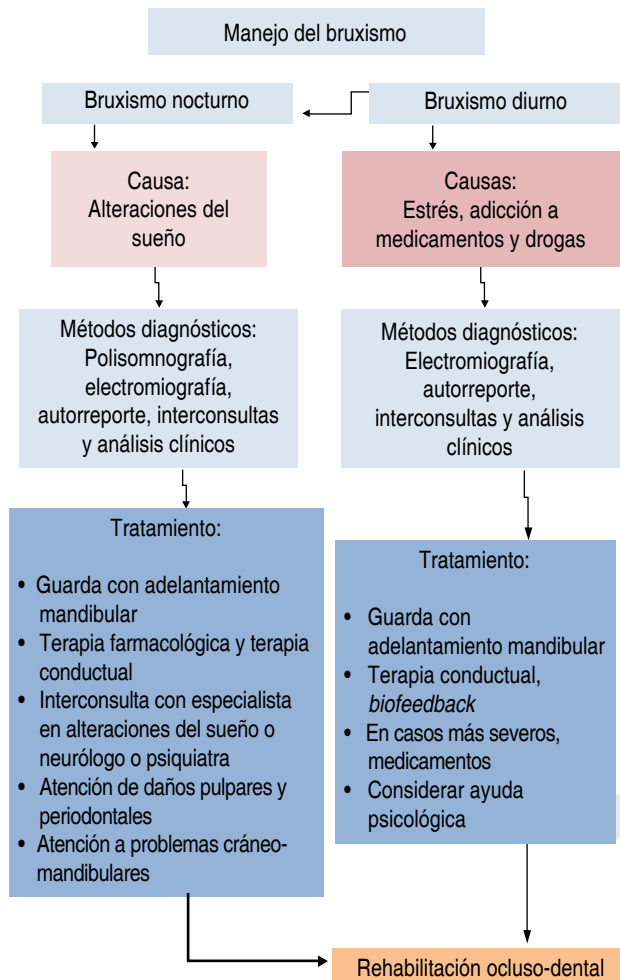 Manejo del bruxismo
Bruxismo nocturno
Causa:
Alteraciones del
sueño
Métodos diagnósticos:
Polisomnografía,
electromiografía,
autorreporte, interconsultas
y análisis clínicos
Tratamiento:
• Guarda con adelantamiento
mandibular
• Terapia farmacológica y terapia
conductual
• Interconsulta con especialista
en alteraciones del sueño o
neurólogo o psiquiatra
• Atención de daños pulpares y
periodontales
• Atención a problemas cráneo-
mandibulares
Bruxismo diurno
Causas:
Estrés, adicción a
medicamentos y drogas
Métodos diagnósticos:
Electromiografía,
autorreporte,
interconsultas y análisis
clínicos
Tratamiento:
• Guarda con
adelantamiento mandibular
• Terapia conductual,
biofeedback
• En casos más severos,
medicamentos
• Considerar ayuda
psicológica
Rehabilitación ocluso-dental